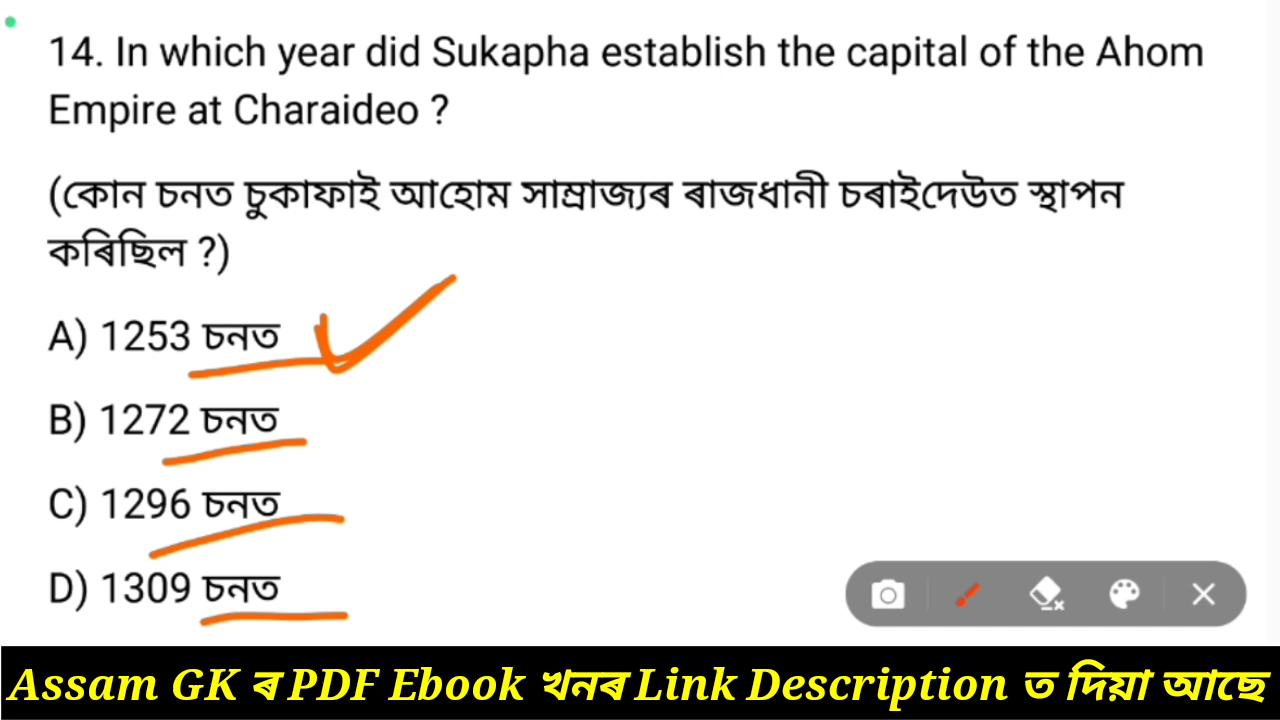 14. In which year did Sukapha establish the capital of the Ahom
Empire at Charaideo ?
(কোন চনত চুকাফাই আহোম সাম্ৰাজ্যৰ ৰাজধানী চৰাইদেউত স্থাপন
কৰিছিল ?)
A) 1253 চনত
B) 1272 চনত
C) 1296 চনত
D) 1309 চনত
Assam GK ৰ PDF Ebook খনৰ Link Description ত দিয়া আছে